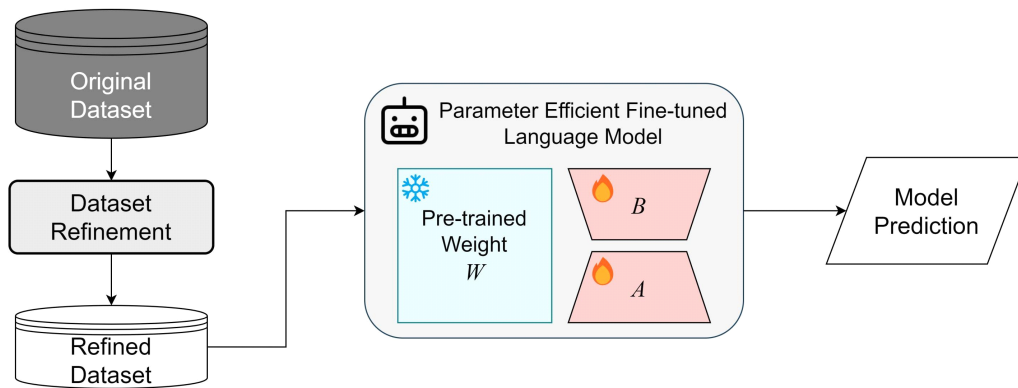 Original
Dataset
Dataset
Refinement
Refined
Dataset
Parameter Efficient Fine-tuned
Language Model
Pre-trained
Weight
W
B
A
Model
Prediction